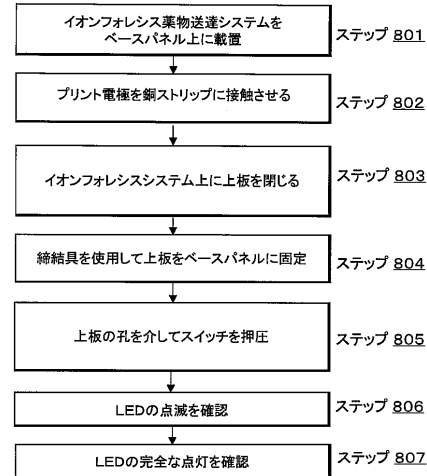 イオンフォレシス薬物送達システムを
ベースパネル上に載置
ステップ 801
プリント電極を銅ストリップに接触させる
ステップ 802
イオンフォレシスシステム上に上板を閉じる
ステップ 803
締結具を使用して上板をベースパネルに固定
ステップ 804
上板の孔を介してスイッチを押圧
ステップ 805
LEDの点滅を確認
ステップ 806
LEDの完全な点灯を確認
ステップ 807